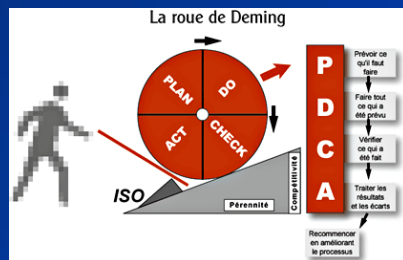 La roue de Deming
PLAN
DO
ACT
CHECK
ISO
Pérennité
Compétitivité
P
D
C
A
Prévoir ce
qu'il faut
faire
Faire tout
ce qui a
été prévu
Vérifier
ce qui a
été fait
Traiter les
résultats
et les écarts
Recommencer
en améliorant
le processus